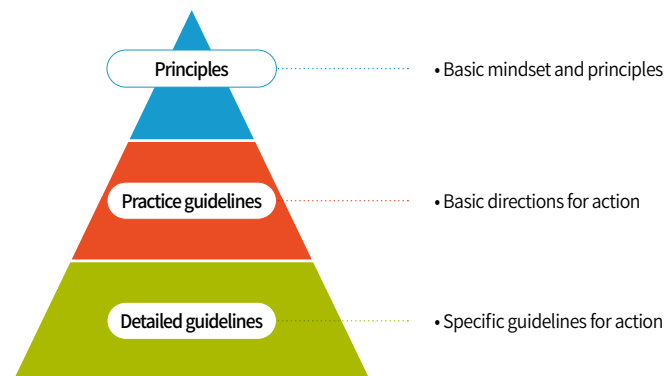 Principles • Basic mindset and principles
Practice guidelines • Basic directions for action
Detailed guidelines • Specific guidelines for action